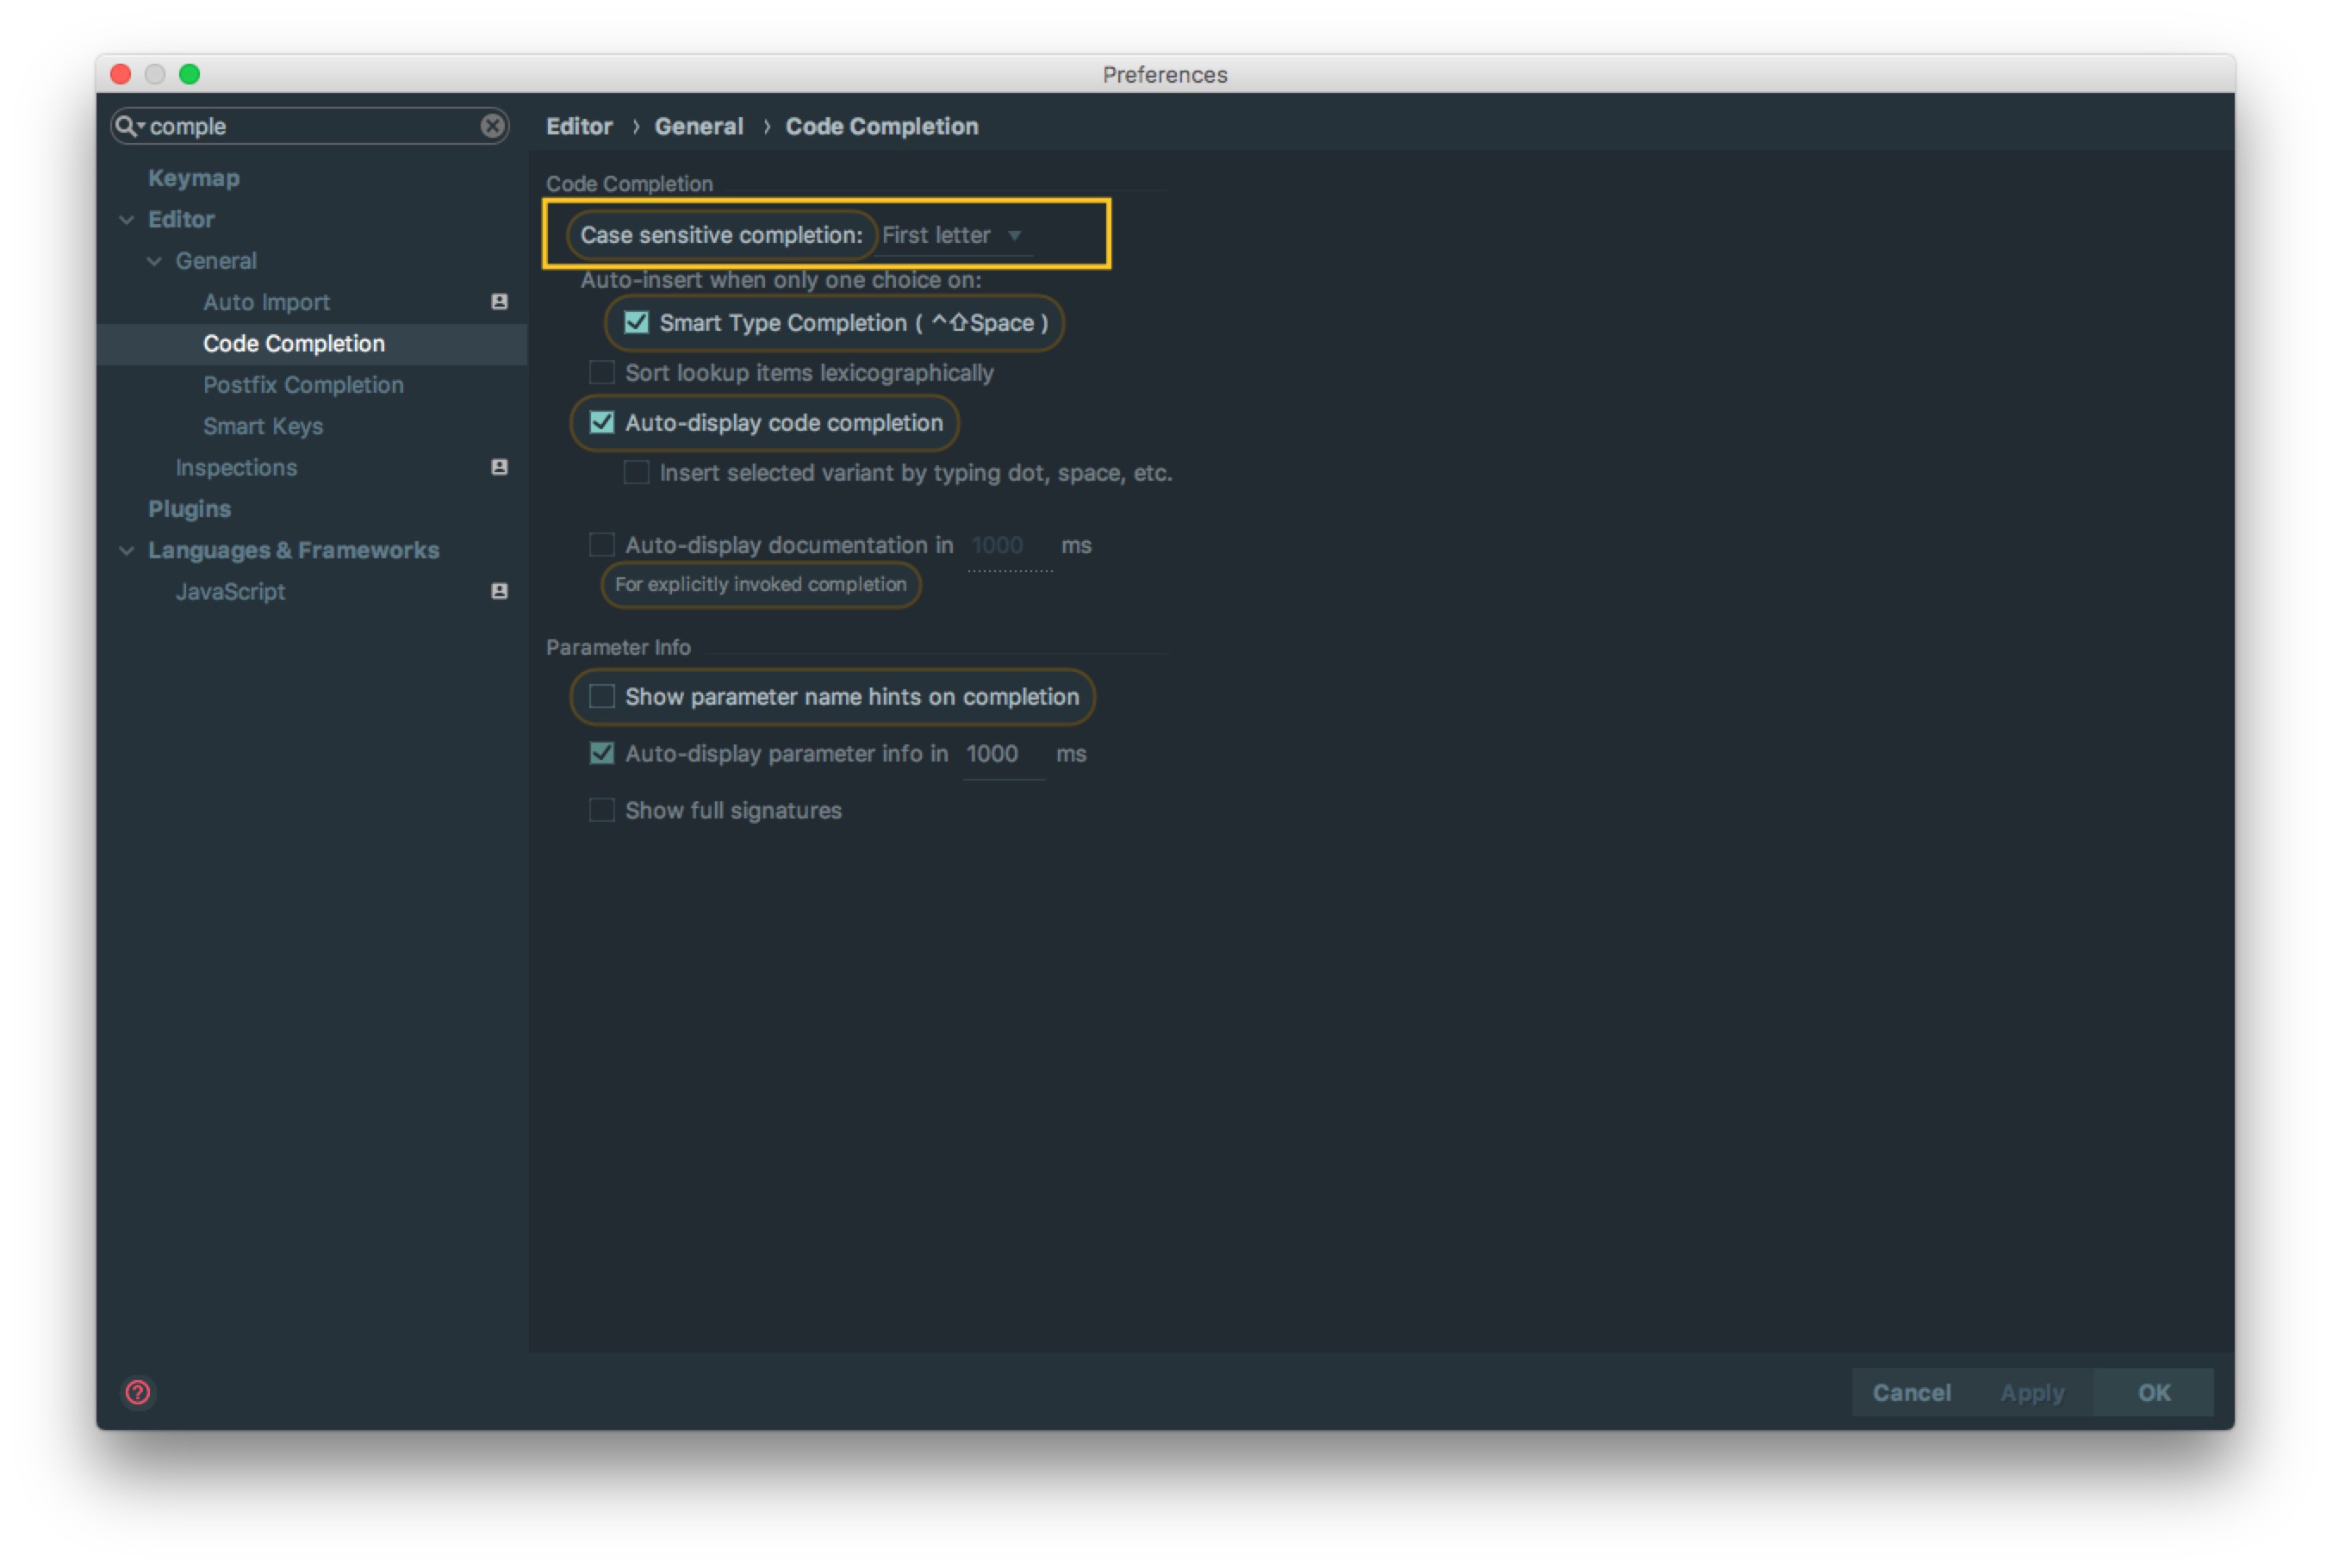 Preferences
comple
Keymap
Editor
General
Auto Import
Code Completion
Postfix Completion
Smart Keys
Inspections
Plugins
Languages & Frameworks
JavaScript
Editor › General › Code Completion
Code Completion
Case sensitive completion: First letter
Auto-insert when only one choice on:
Smart Type Completion ( ^⇧Space )
Sort lookup items lexicographically
Auto-display code completion
Insert selected variant by typing dot, space, etc.
Auto-display documentation in 1000 ms
For explicitly invoked completion
Parameter Info
Show parameter name hints on completion
Auto-display parameter info in 1000 ms
Show full signatures
?
Cancel Apply OK